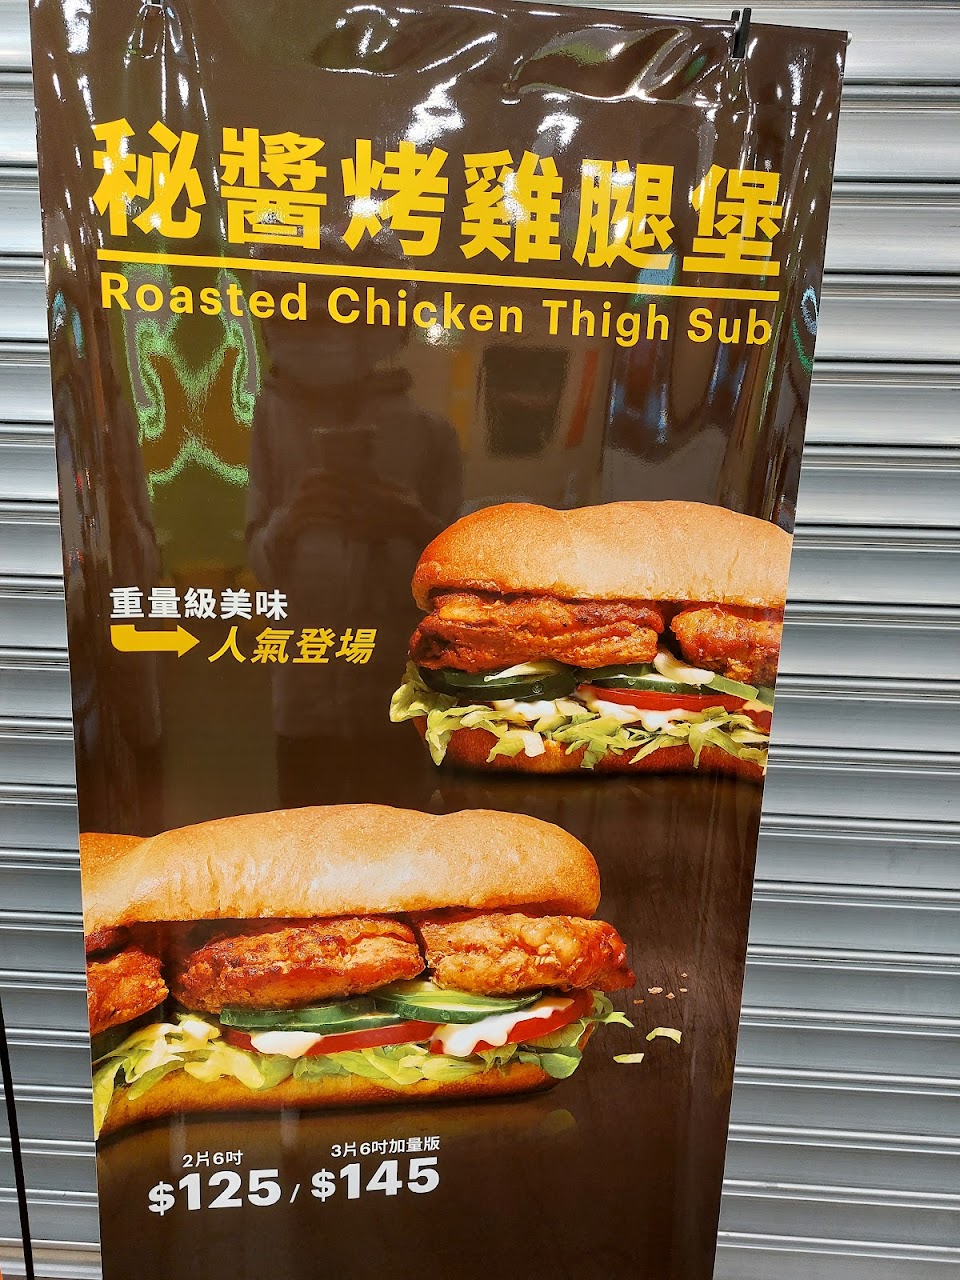 秘醬烤雞腿堡
Roasted Chicken Thigh Sub
重量級美味
人氣登場
2片6吋
$125
/
3片6吋加量版
$145